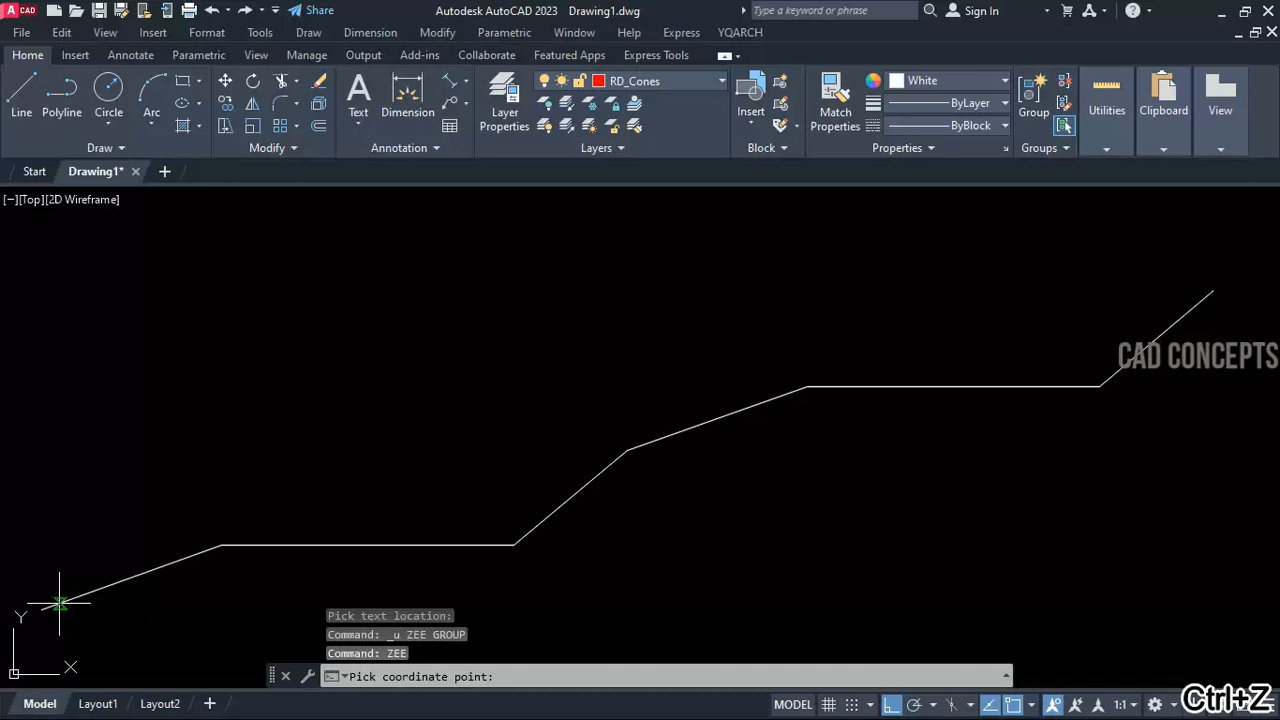 CAD
Autodesk AutoCAD 2023 Drawing1.dwg
Share
Type a keyword or phrase
Sign In
File Edit View Insert Format Tools Draw Dimension Modify Parametric Window Help Express YQARCH
Home Insert Annotate Parametric View Manage Output Add-ins Collaborate Featured Apps Express Tools
RD_Cones
White
ByLayer
ByBlock
Line Polyline Circle Arc Text Dimension Layer Properties Insert Match Properties Group Utilities Clipboard View
Draw Modify Annotation Layers Block Properties Groups
Start Drawing1*
[−][Top][2D Wireframe]
CAD CONCEPTS
Y
X
Pick text location:
Command: _u ZEE GROUP
Command: ZEE
Pick coordinate point:
Model Layout1 Layout2
MODEL
1:1
Ctrl+Z